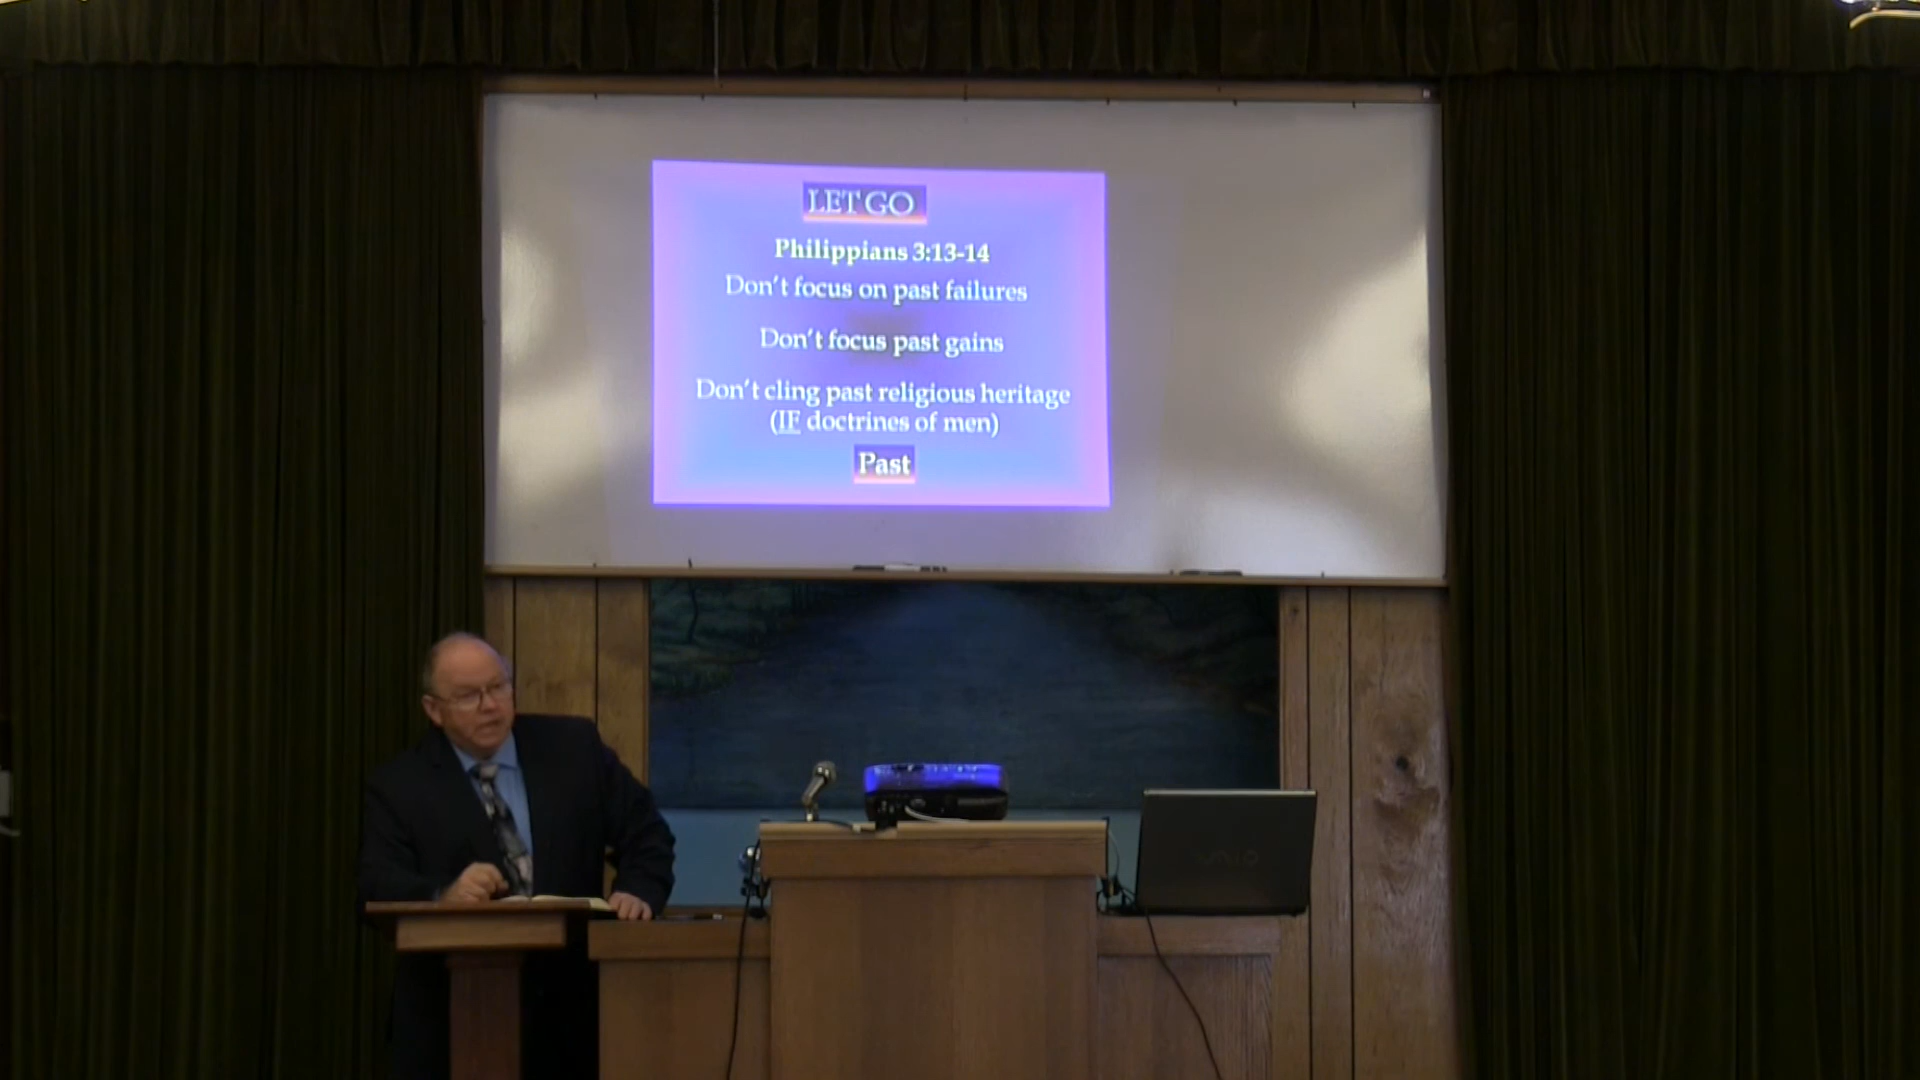 LET GO
Philippians 3:13-14
Don't focus on past failures
Don't focus past gains
Don't cling past religious heritage
(IF doctrines of men)
Past
VAIO